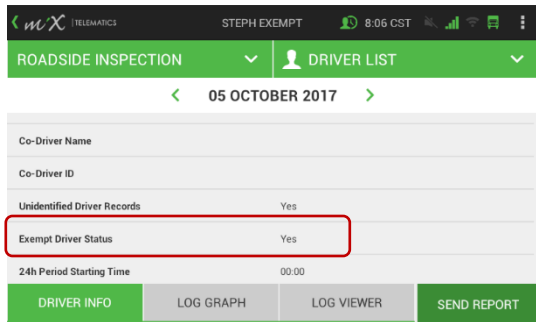 miX TELEMATICS STEPH EXEMPT 8:06 CST
ROADSIDE INSPECTION DRIVER LIST
05 OCTOBER 2017
Co-Driver Name
Co-Driver ID
Unidentified Driver Records Yes
Exempt Driver Status Yes
24h Period Starting Time 00:00
DRIVER INFO LOG GRAPH LOG VIEWER SEND REPORT